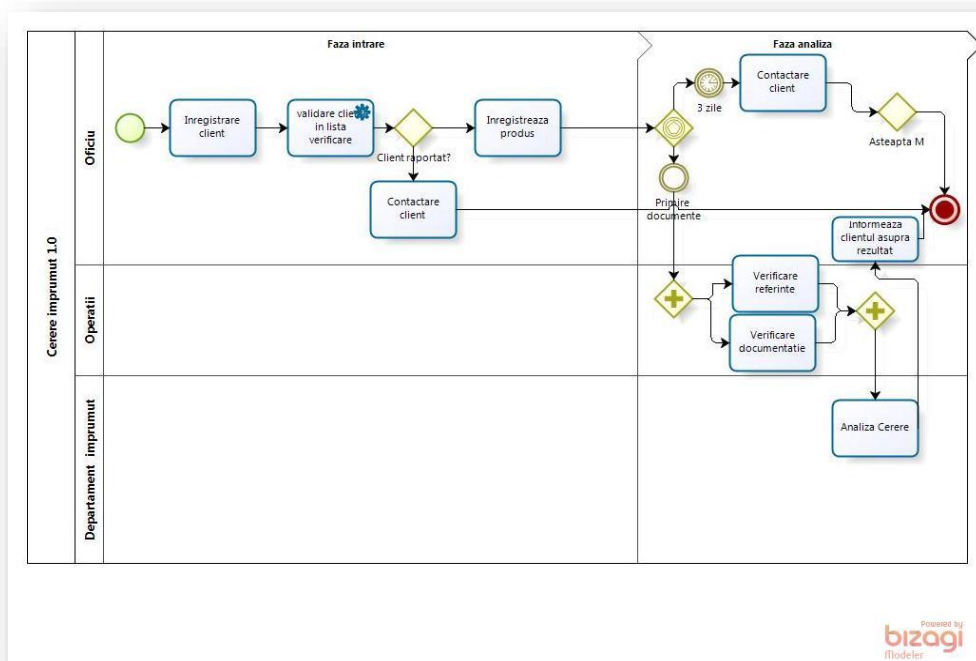 Faza intrare
Faza analiza
Cerere imprumut 1.0
Oficiu
Inregistrare
client
validare client
in lista
verificare
Client raportat?
Inregistreaza
produs
Contactare
client
3 zile
Contactare
client
Asteapta M
Primire
documente
Informeaza
clientul asupra
rezultat
Operatii
Verificare
referinte
Verificare
documentatie
Departament imprumut
Analiza Cerere
Powered by
bizagi
Modeler